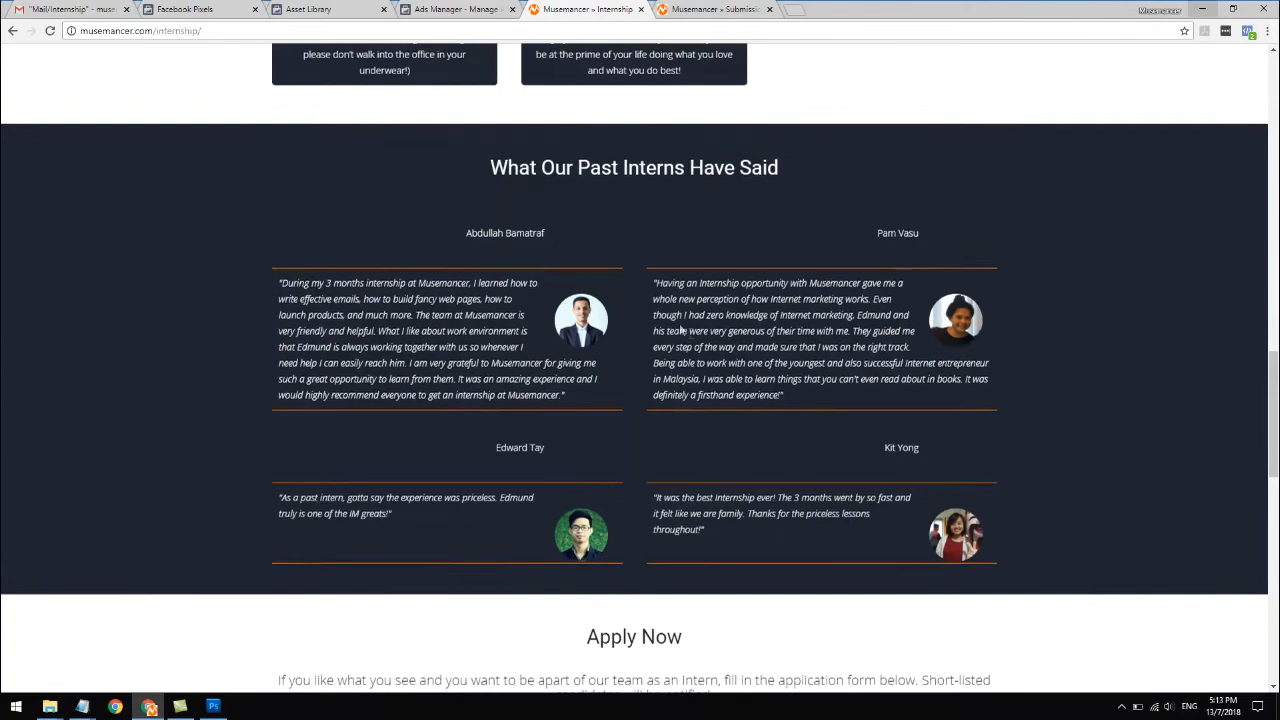 "Mail/Internship" - musc
Facebook Pixels
Asset Library
Ads Manager - Manage
Musemancer » Internship
Musemancer » Submissi
Musemancer
musemancer.com/internship/
please don't walk into the office in your
underwear!)
be at the prime of your life doing what you love
and what you do best!
What Our Past Interns Have Said
Abdullah Bamatraf
"During my 3 months internship at Musemancer, I learned how to
write effective emails, how to build fancy web pages, how to
launch products, and much more. The team at Musemancer is
very friendly and helpful. What I like about work environment is
that Edmund is always working together with us so whenever I
need help I can easily reach him. I am very grateful to Musemancer for giving me
such a great opportunity to learn from them. It was an amazing experience and I
would highly recommend everyone to get an internship at Musemancer."
Pam Vasu
"Having an Internship opportunity with Musemancer gave me a
whole new perception of how Internet marketing works. Even
though I had zero knowledge of Internet marketing, Edmund and
his team were very generous of their time with me. They guided me
every step of the way and made sure that I was on the right track.
Being able to work with one of the youngest and also successful Internet entrepreneur
in Malaysia, I was able to learn things that you can't even read about in books. It was
definitely a firsthand experience!"
Edward Tay
"As a past intern, gotta say the experience was priceless. Edmund
truly is one of the IM greats!"
Kit Yong
"It was the best Internship ever! The 3 months went by so fast and
it felt like we are family. Thanks for the priceless lessons
throughout!"
Apply Now
If you like what you see and you want to be apart of our team as an Intern, fill in the application form below. Short-listed
ENG
5:13 PM
13/7/2018